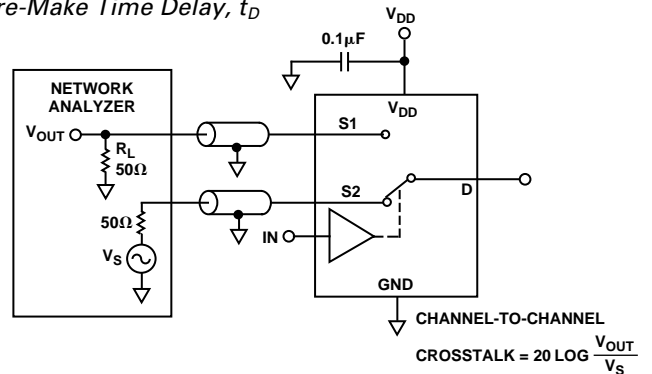 re-Make Time Delay, tD
VDD
0.1µF
NETWORK
ANALYZER
VDD
VOUT
S1
RL
50Ω
S2
D
50Ω
IN
VS
GND
CHANNEL-TO-CHANNEL
CROSSTALK = 20 LOG VOUT
VS